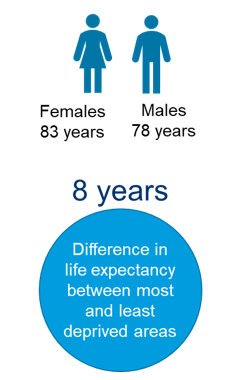 Females
83 years
Males
78 years
8 years
Difference in
life expectancy
between most
and least
deprived areas